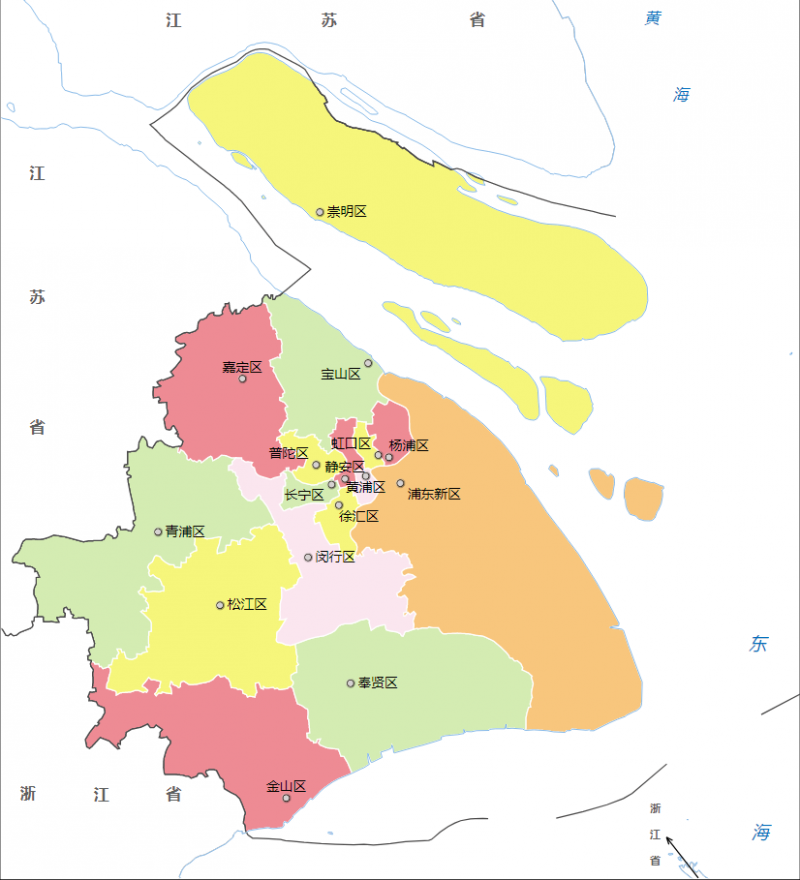 江 苏 省
黄
海
江
苏
省
崇明区
嘉定区
宝山区
虹口区
杨浦区
普陀区
静安区
黄浦区
长宁区
浦东新区
徐汇区
青浦区
闵行区
松江区
奉贤区
金山区
东
海
浙 江 省
浙
江
省